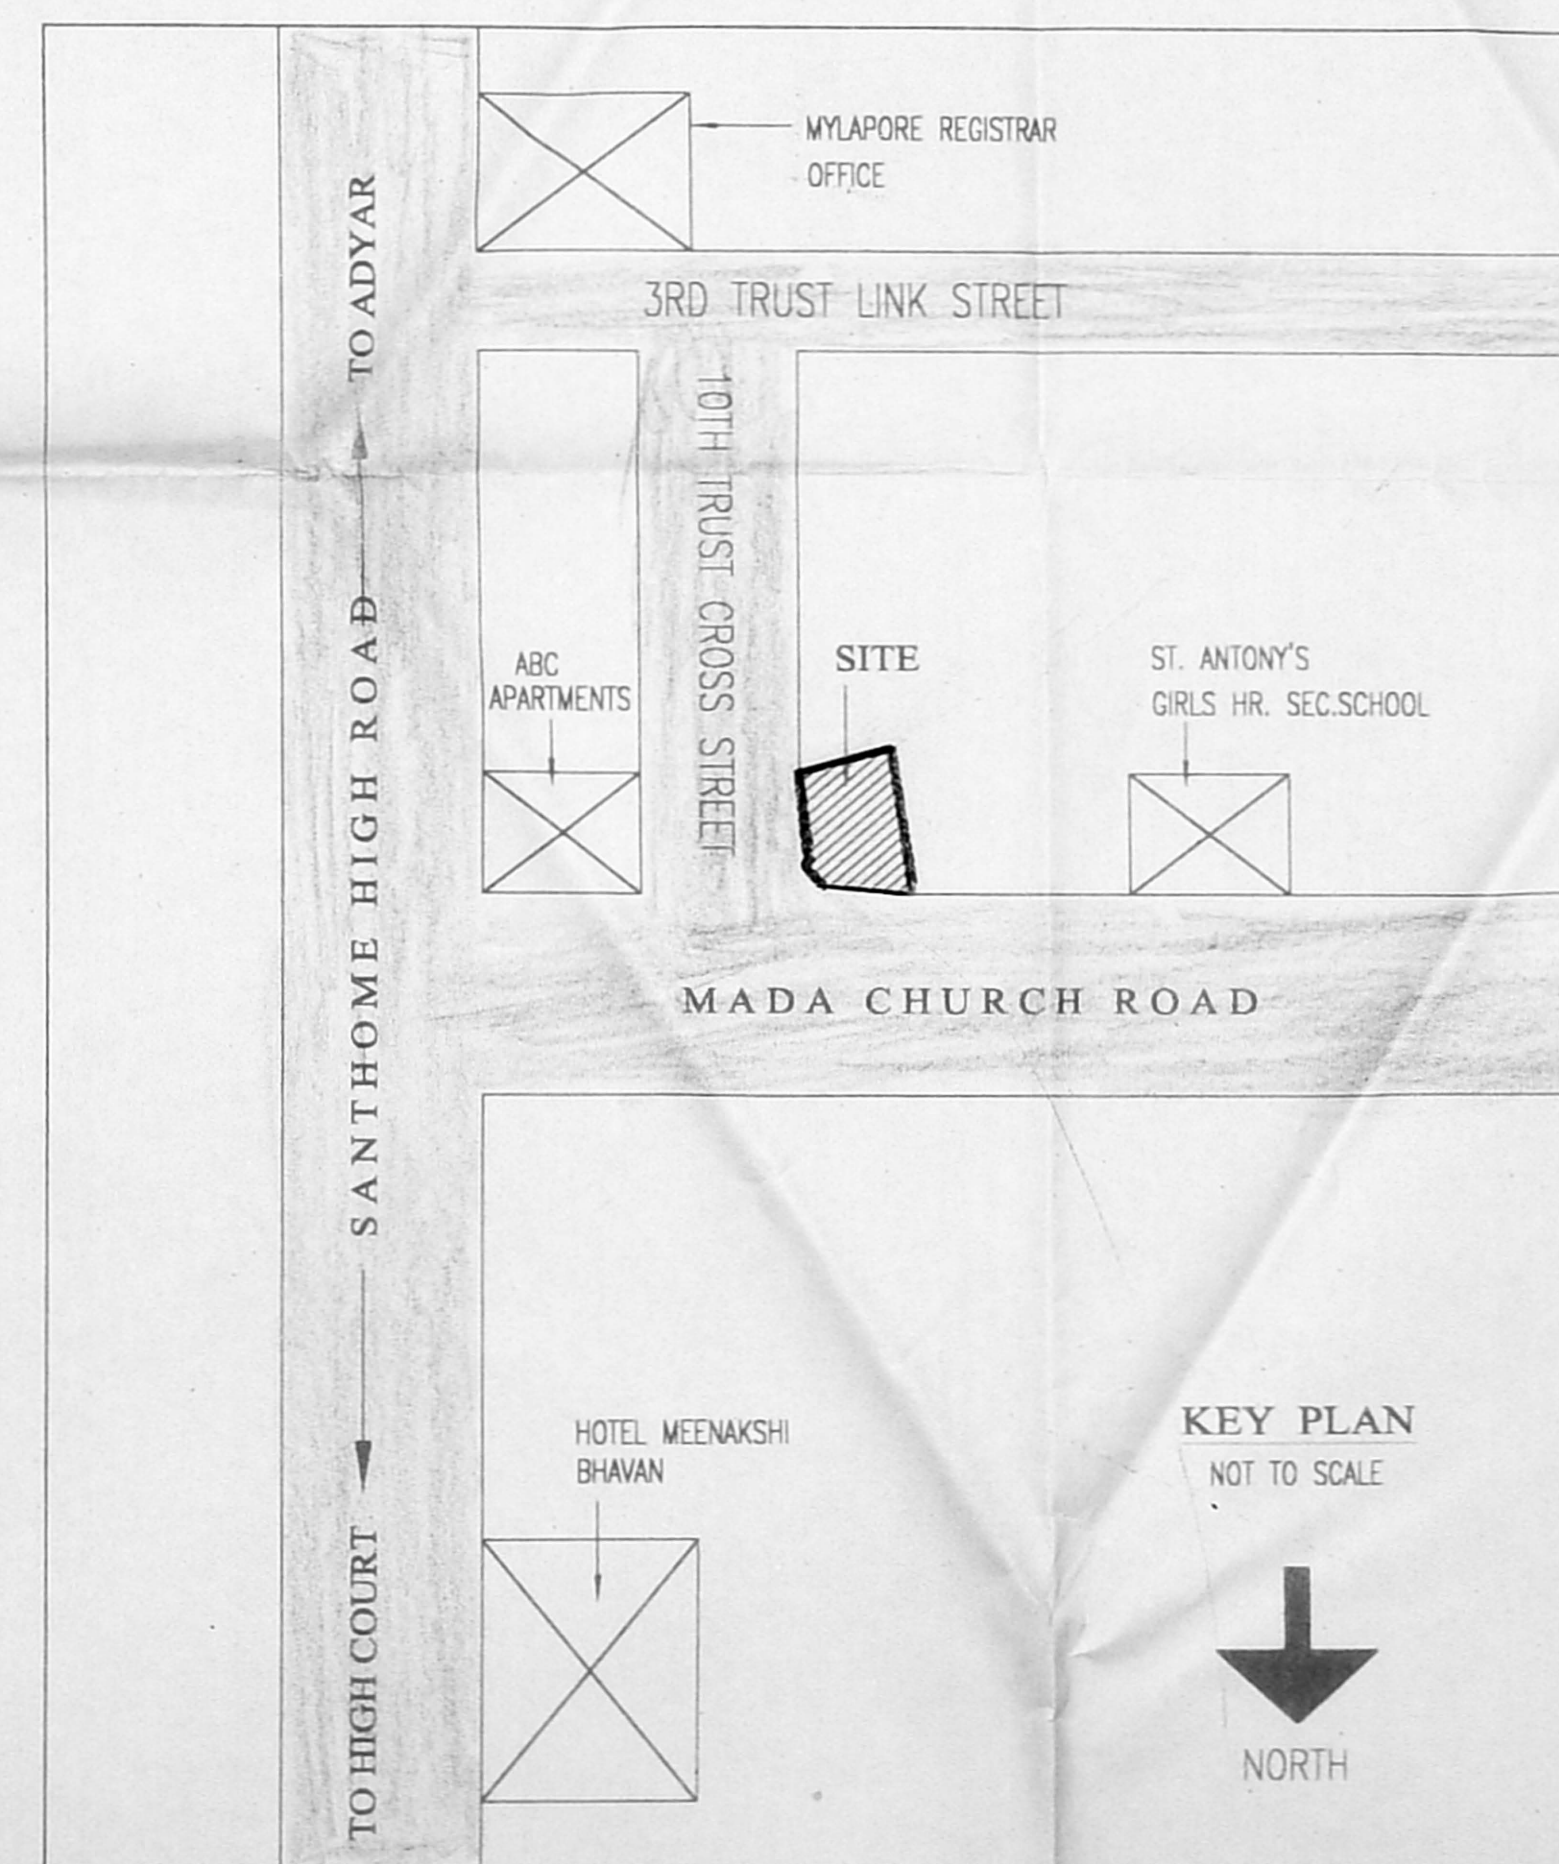 MYLAPORE REGISTRAR
OFFICE
TO ADYAR
3RD TRUST LINK STREET
10TH TRUST CROSS STREET
SANTHOME HIGH ROAD
ABC
APARTMENTS
SITE
ST. ANTONY'S
GIRLS HR. SEC.SCHOOL
MADA CHURCH ROAD
HOTEL MEENAKSHI
BHAVAN
KEY PLAN
NOT TO SCALE
TO HIGH COURT
NORTH